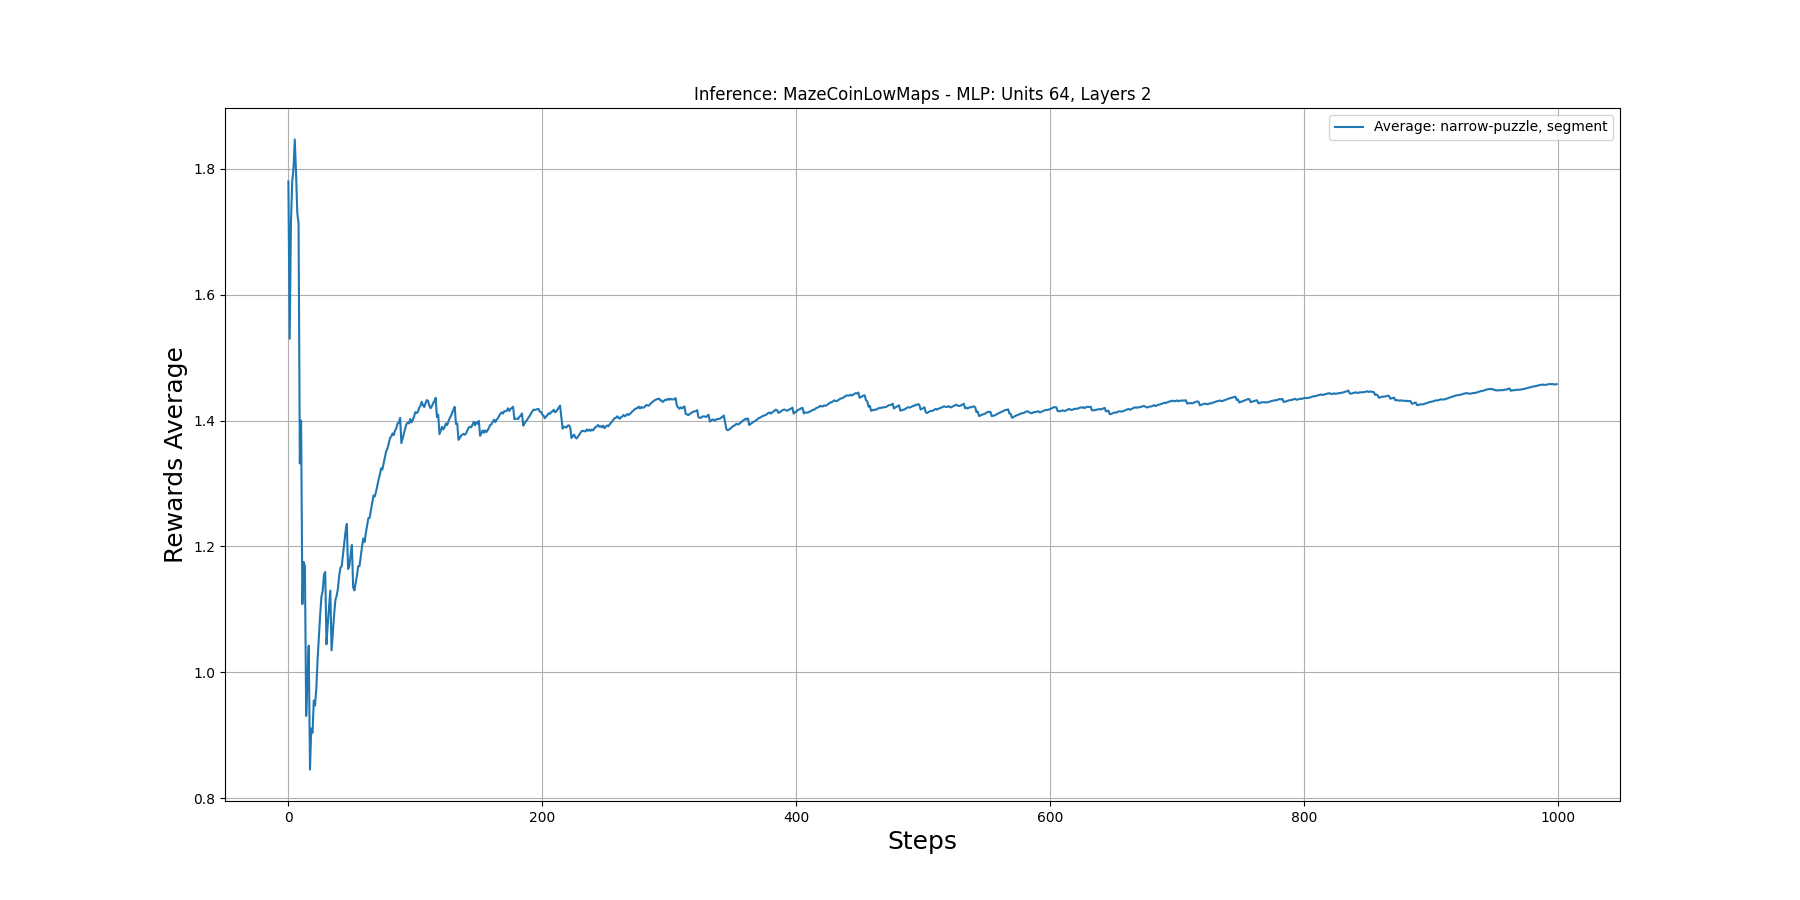 Inference: MazeCoinLowMaps - MLP: Units 64, Layers 2
Average: narrow-puzzle, segment
Rewards Average
1.8
1.6
1.4
1.2
1.0
0.8
0 200 400 600 800 1000
Steps